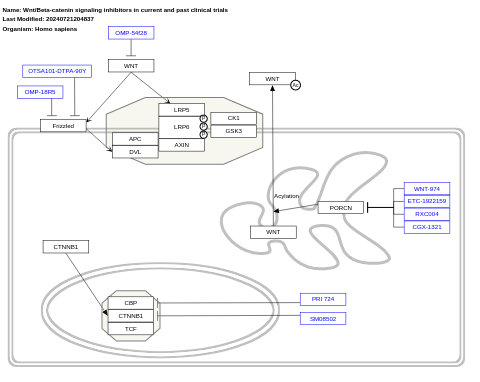 Name: Wnt/Beta-catenin signaling inhibitors in current and past clinical trials
Last Modified: 20240721204837
Organism: Homo sapiens
OMP-54f28
WNT
OTSA101-DTPA-90Y
OMP-18R5
WNT
Ac
LRP5
P
CK1
Frizzled
LRP6
P
GSK3
APC
P
AXIN
DVL
WNT-974
Acylation
ETC-1922159
PORCN
RXC004
CGX-1321
WNT
CTNNB1
CBP
PRI 724
CTNNB1
SM08502
TCF